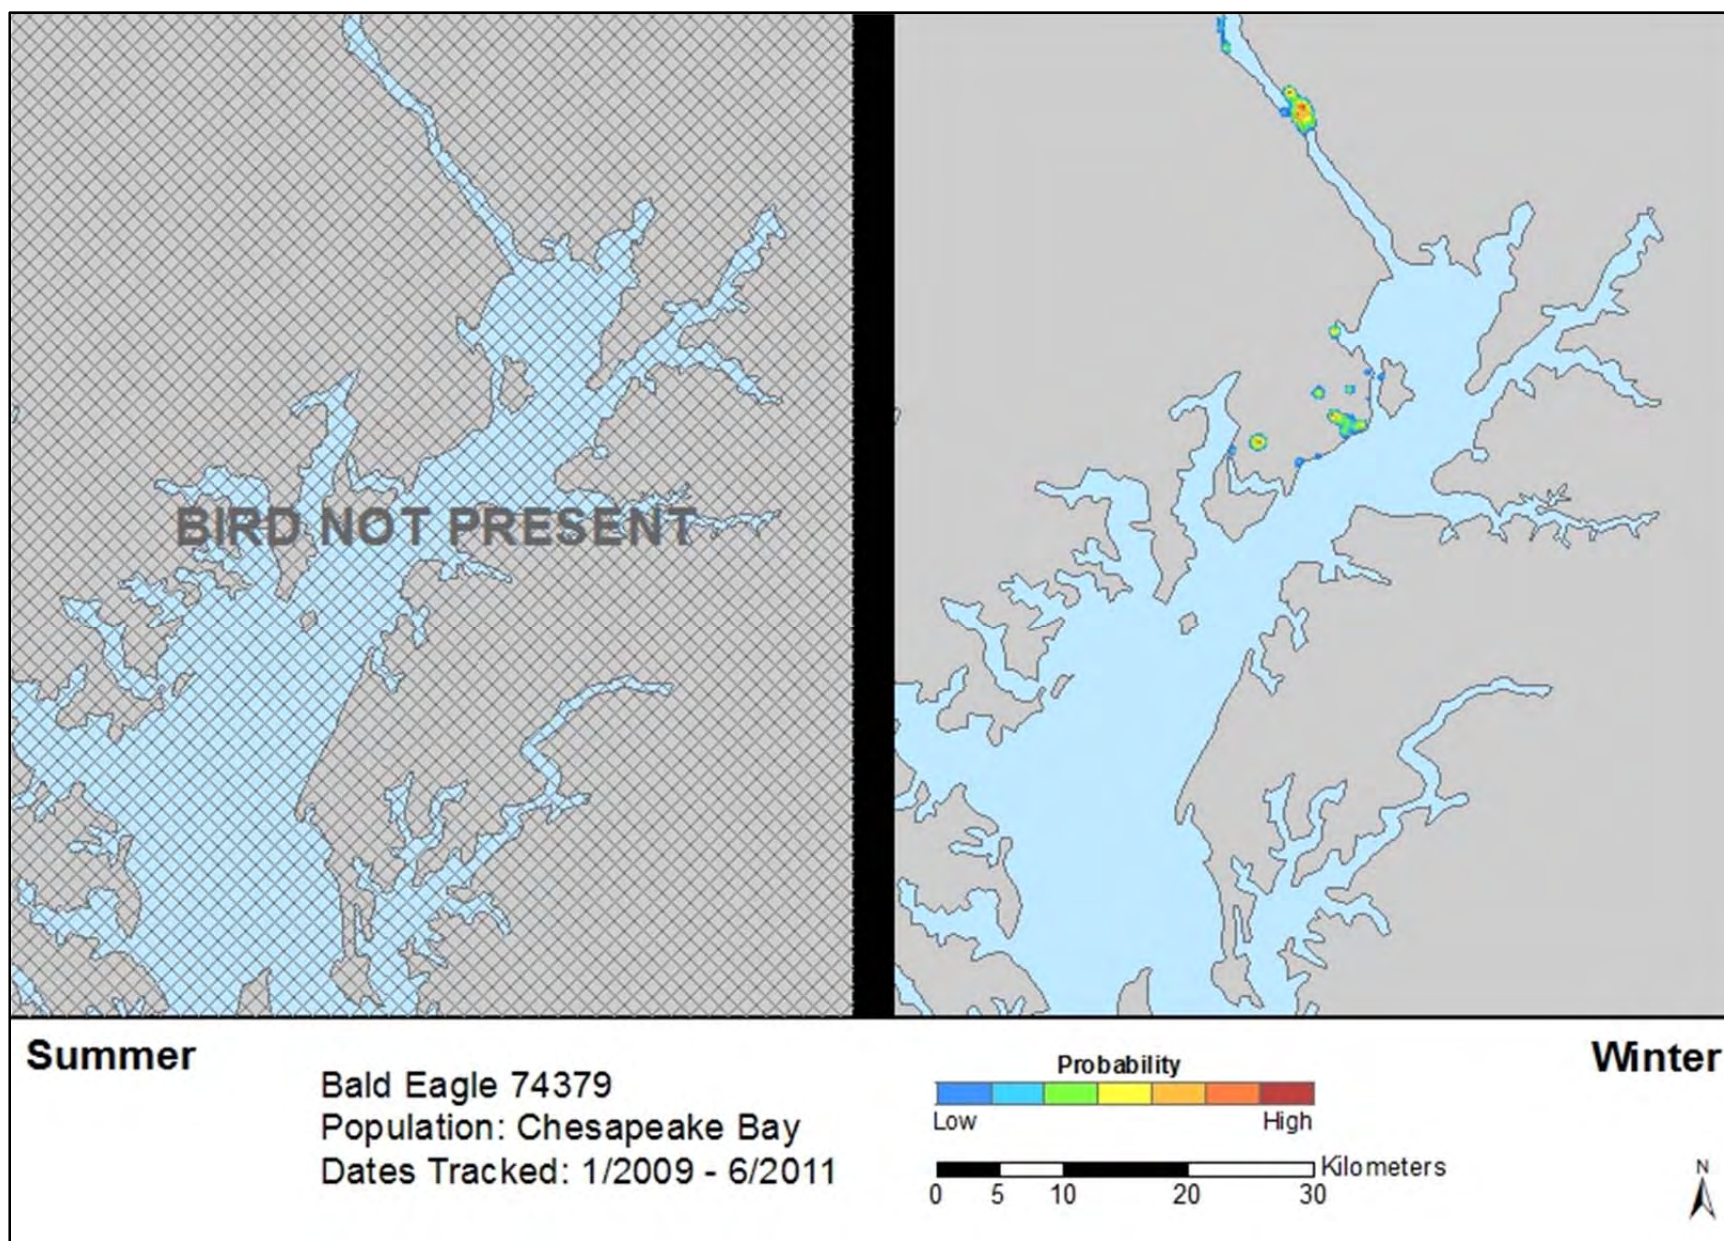 BIRD NOT PRESENT
Summer
Winter
Bald Eagle 74379
Population: Chesapeake Bay
Dates Tracked: 1/2009 - 6/2011
Probability
Low High
Kilometers
0 5 10 20 30
N